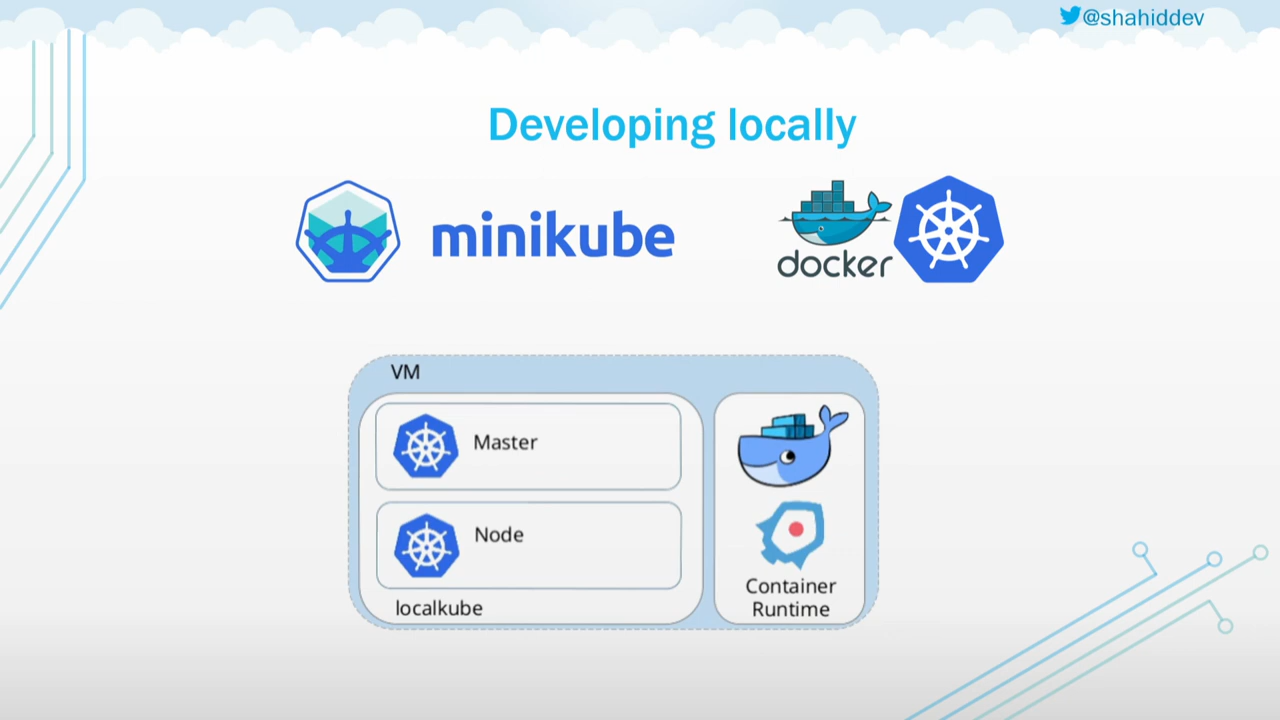 @shahiddev
Developing locally
minikube
docker
VM
Master
Node
localkube
Container
Runtime